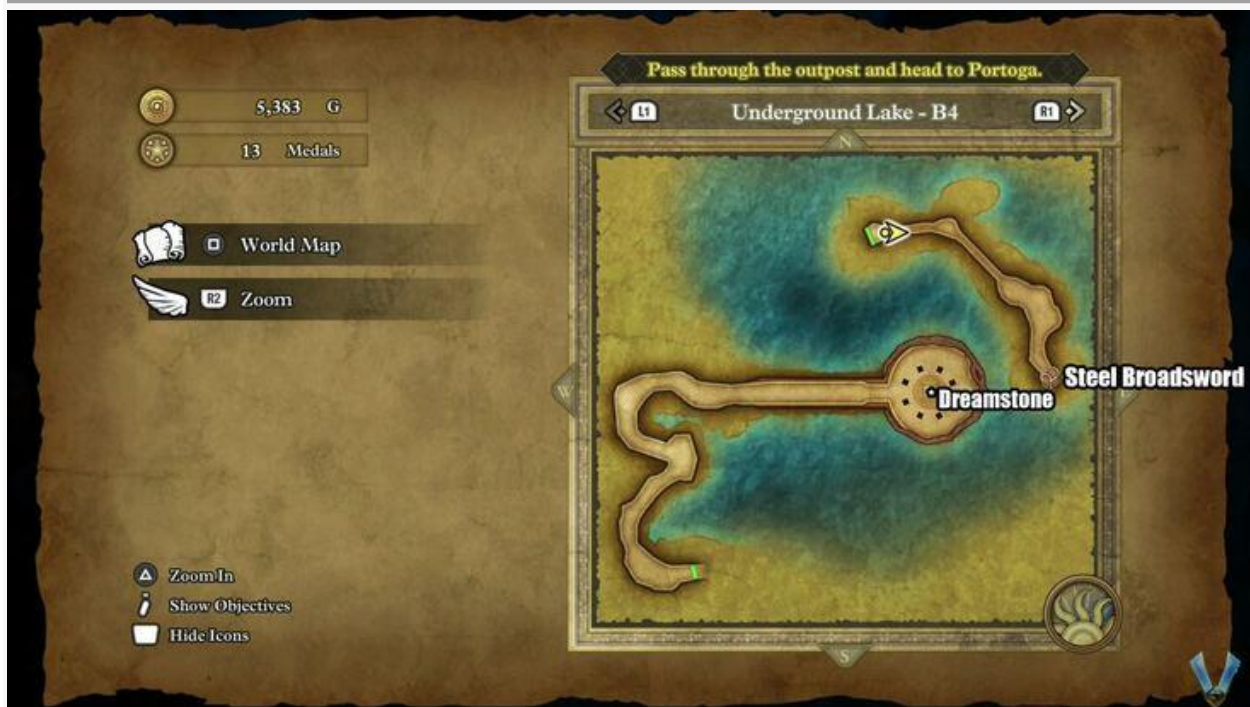 Pass through the outpost and head to Portoga.
5,383 G
L1 Underground Lake - B4 R1
13 Medals
N
World Map
R2 Zoom
Steel Broadsword
W
Dreamstone
Zoom In
Show Objectives
Hide Icons
S